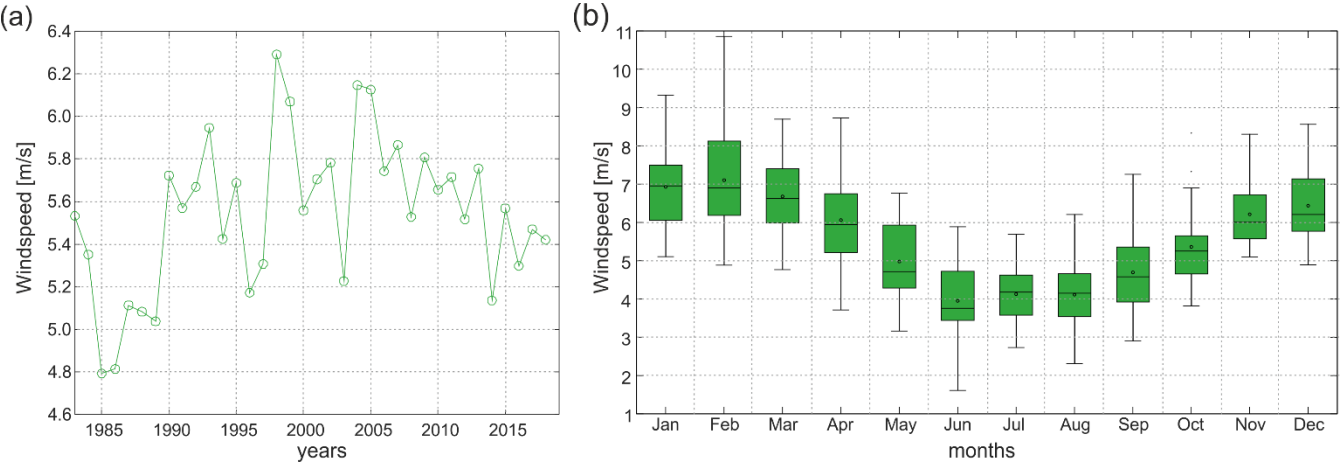 (a)
Windspeed [m/s]
6.4
6.2
6.0
5.8
5.6
5.4
5.2
5.0
4.8
4.6
1985 1990 1995 2000 2005 2010 2015
years
(b)
Windspeed [m/s]
11
10
9
8
7
6
5
4
3
2
1
Jan Feb Mar Apr May Jun Jul Aug Sep Oct Nov Dec
months